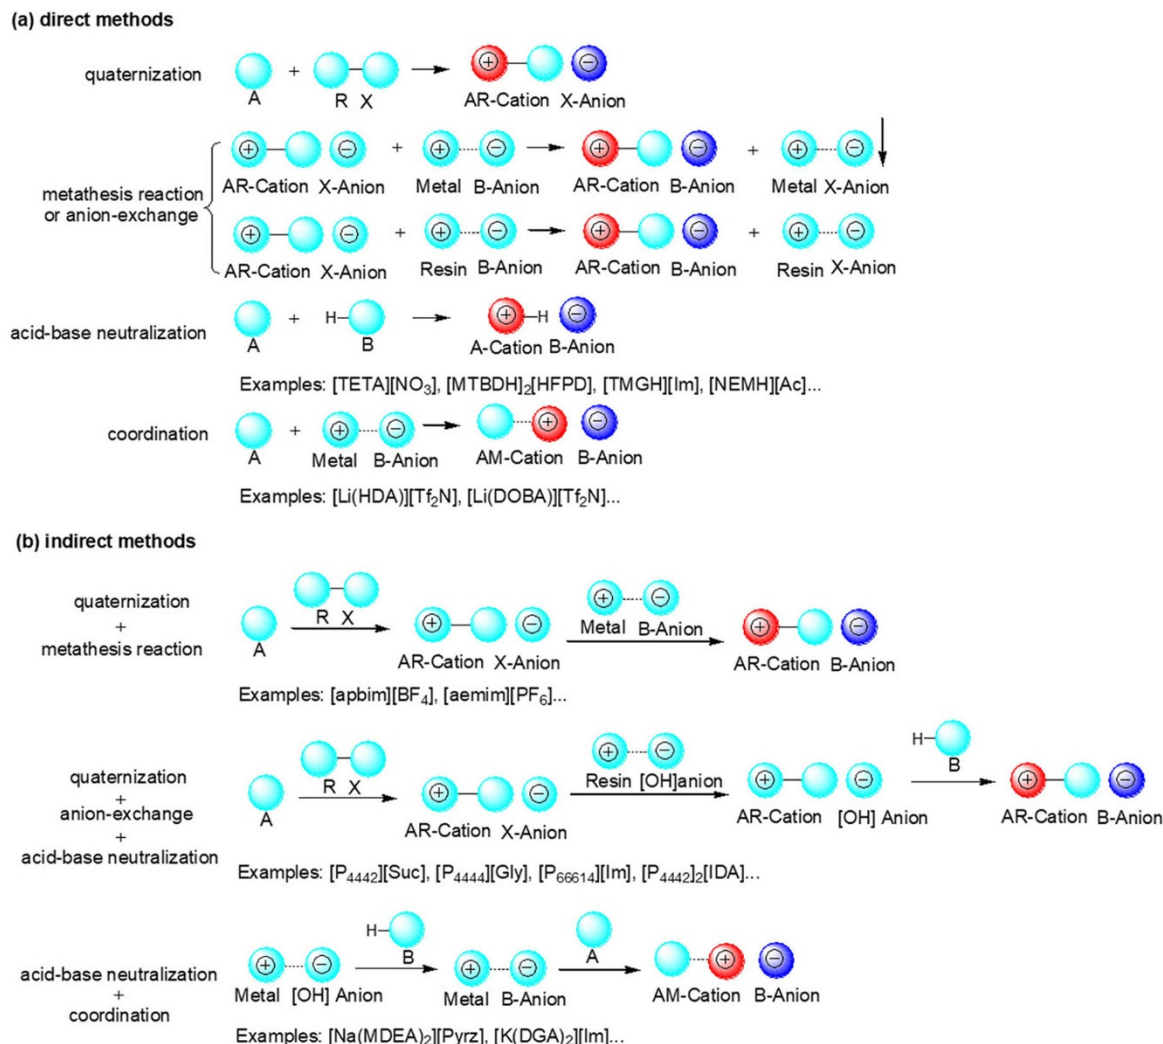 (a) direct methods
quaternization
+
A
R X
AR-Cation X-Anion
metathesis reaction
or anion-exchange
+ +
AR-Cation X-Anion Metal B-Anion AR-Cation B-Anion Metal X-Anion
+ +
AR-Cation X-Anion Resin B-Anion AR-Cation B-Anion Resin X-Anion
acid-base neutralization
+ H H
A B A-Cation B-Anion
Examples: [TETA][NO₃], [MTBDH]₂[HFPD], [TMGH][Im], [NEMH][Ac]...
coordination
+
A Metal B-Anion AM-Cation B-Anion
Examples: [Li(HDA)][Tf₂N], [Li(DOBA)][Tf₂N]...
(b) indirect methods
quaternization
+
metathesis reaction
A
R X
AR-Cation X-Anion
Metal B-Anion
AR-Cation B-Anion
Examples: [apbim][BF₄], [aemim][PF₆]...
quaternization
+
anion-exchange
+
acid-base neutralization
A
R X
AR-Cation X-Anion
Resin [OH]anion
AR-Cation [OH] Anion
H
B
AR-Cation B-Anion
Examples: [P₄₄₄₂][Suc], [P₄₄₄₄][Gly], [P₆₆₆₁₄][Im], [P₄₄₄₂]₂[IDA]...
acid-base neutralization
+
coordination
Metal [OH] Anion
H
B
Metal B-Anion
A
AM-Cation B-Anion
Examples: [Na(MDEA)₂][Pyrz], [K(DGA)₂][Im]...